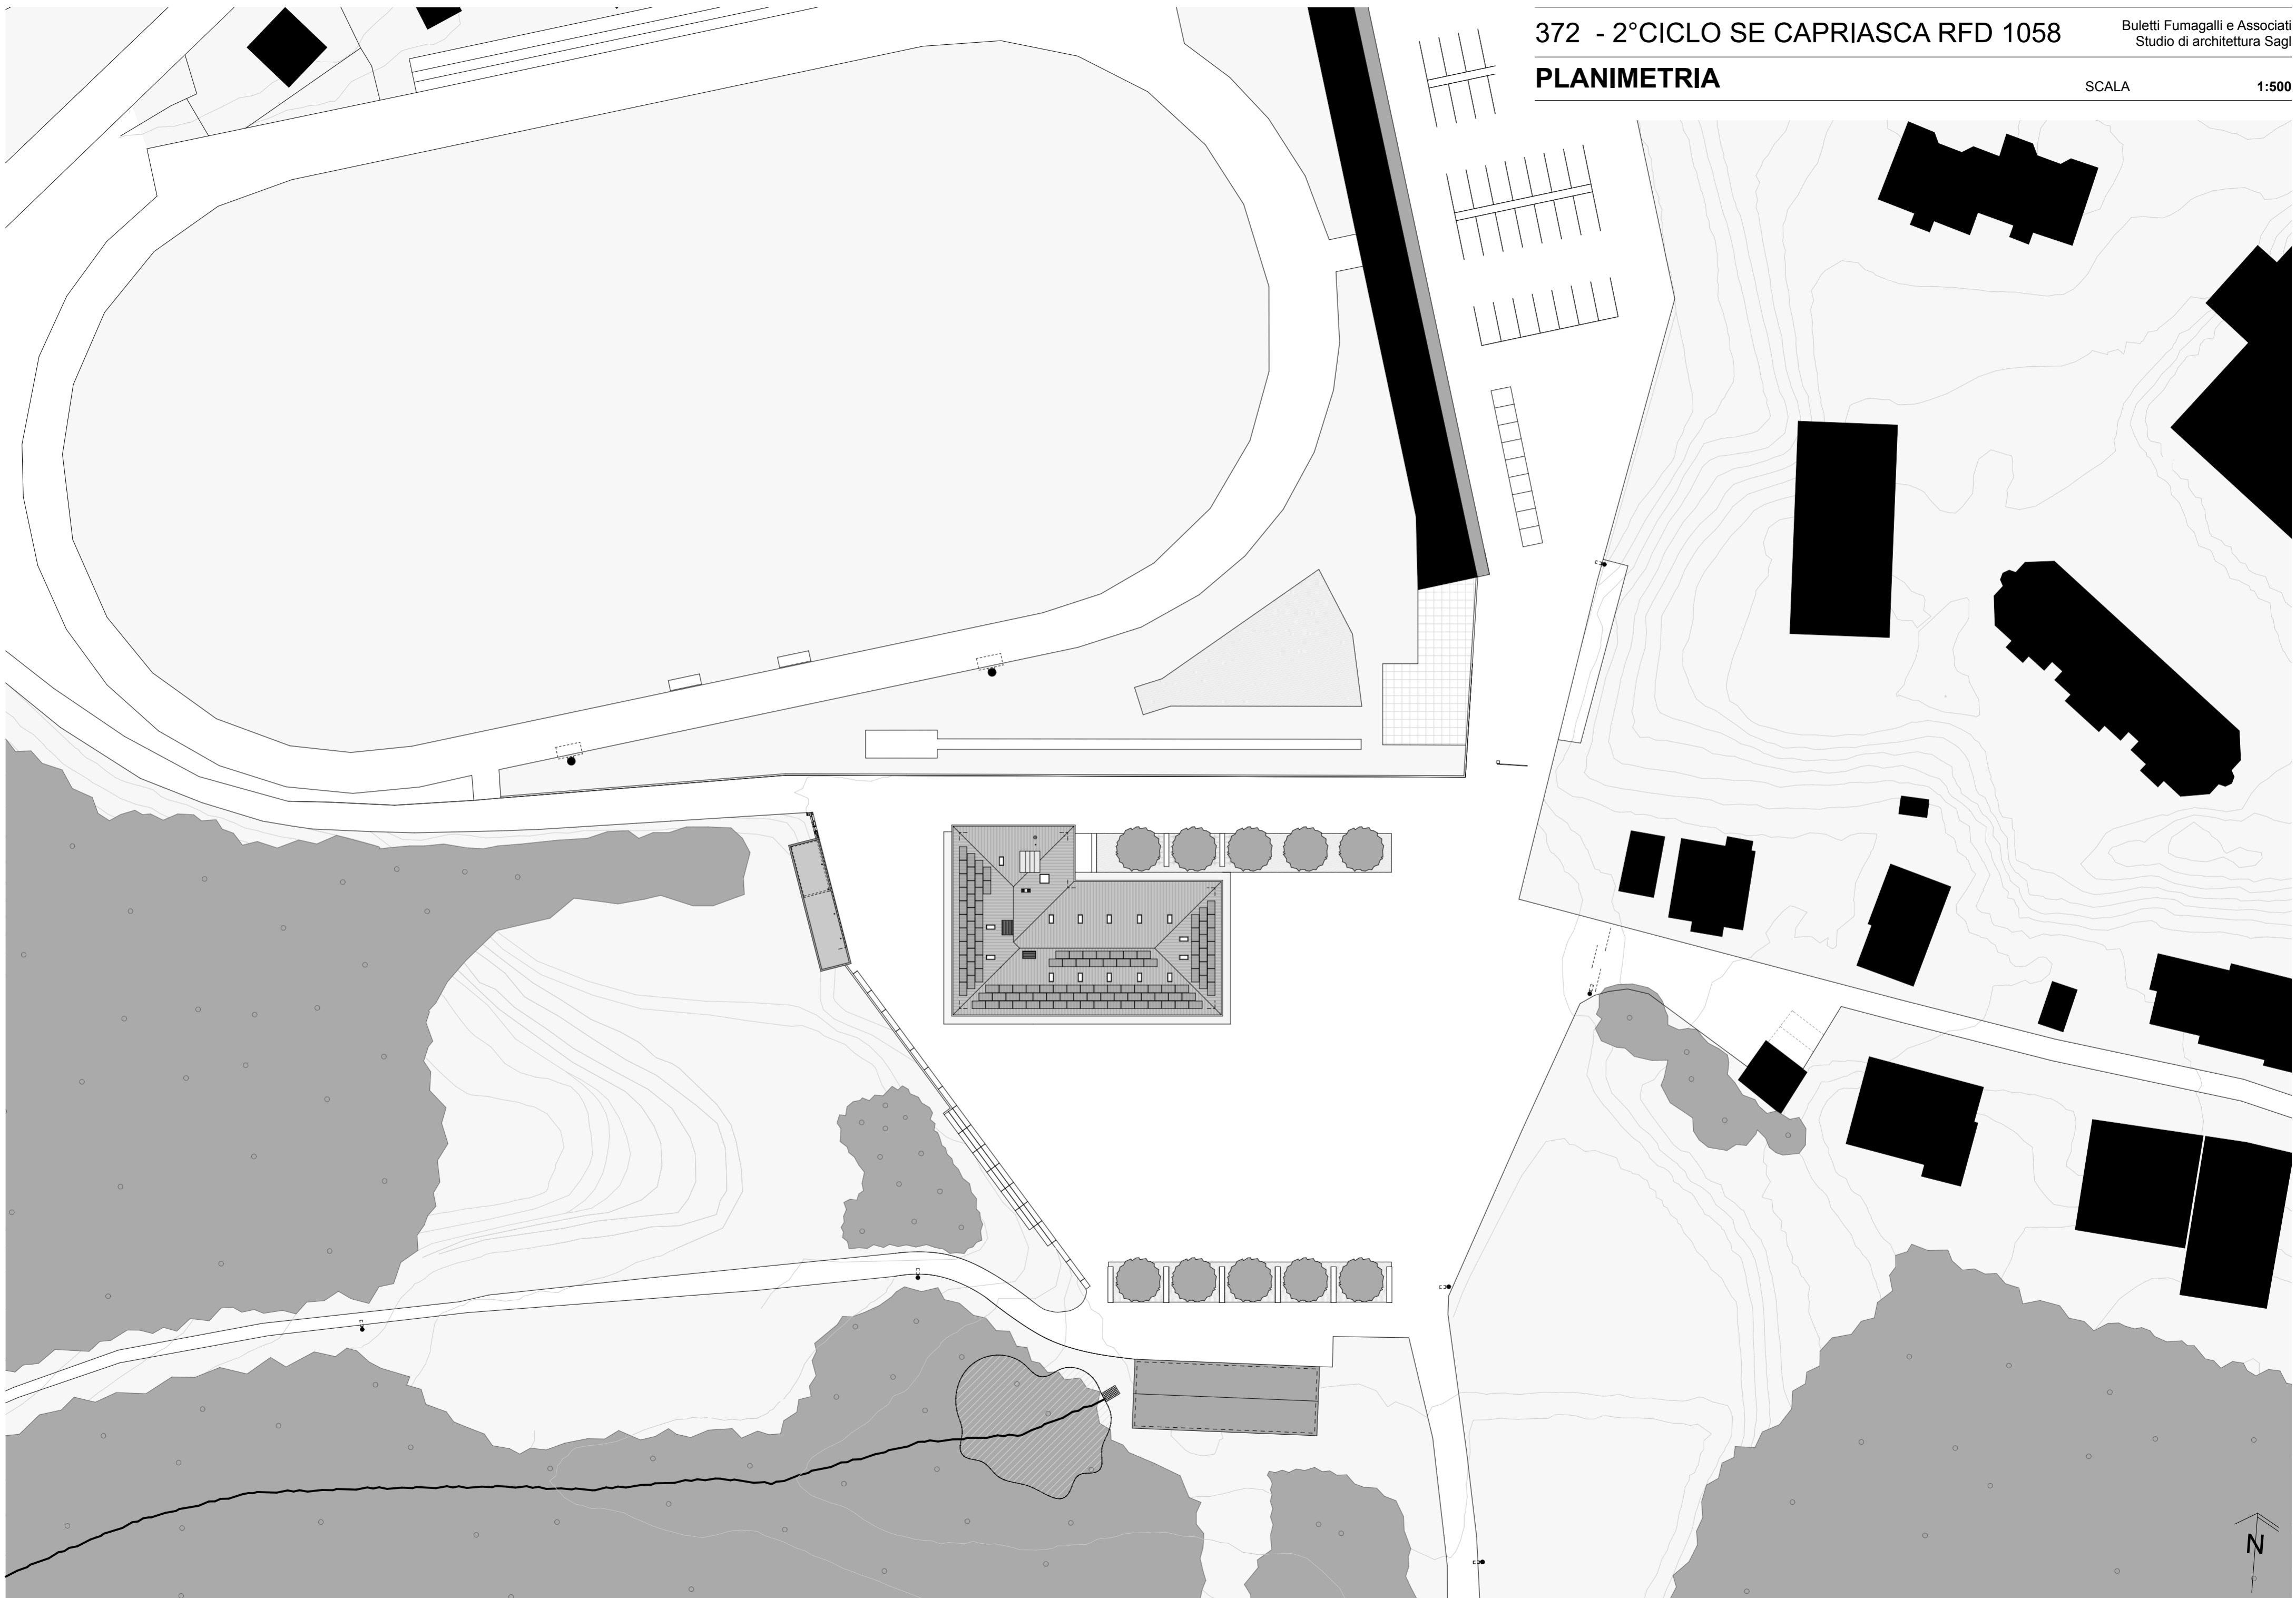 372 - 2°CICLO SE CAPRIASCA RFD 1058
Buletti Fumagalli e Associati
Studio di architettura Sagl
PLANIMETRIA
SCALA
1:500
N